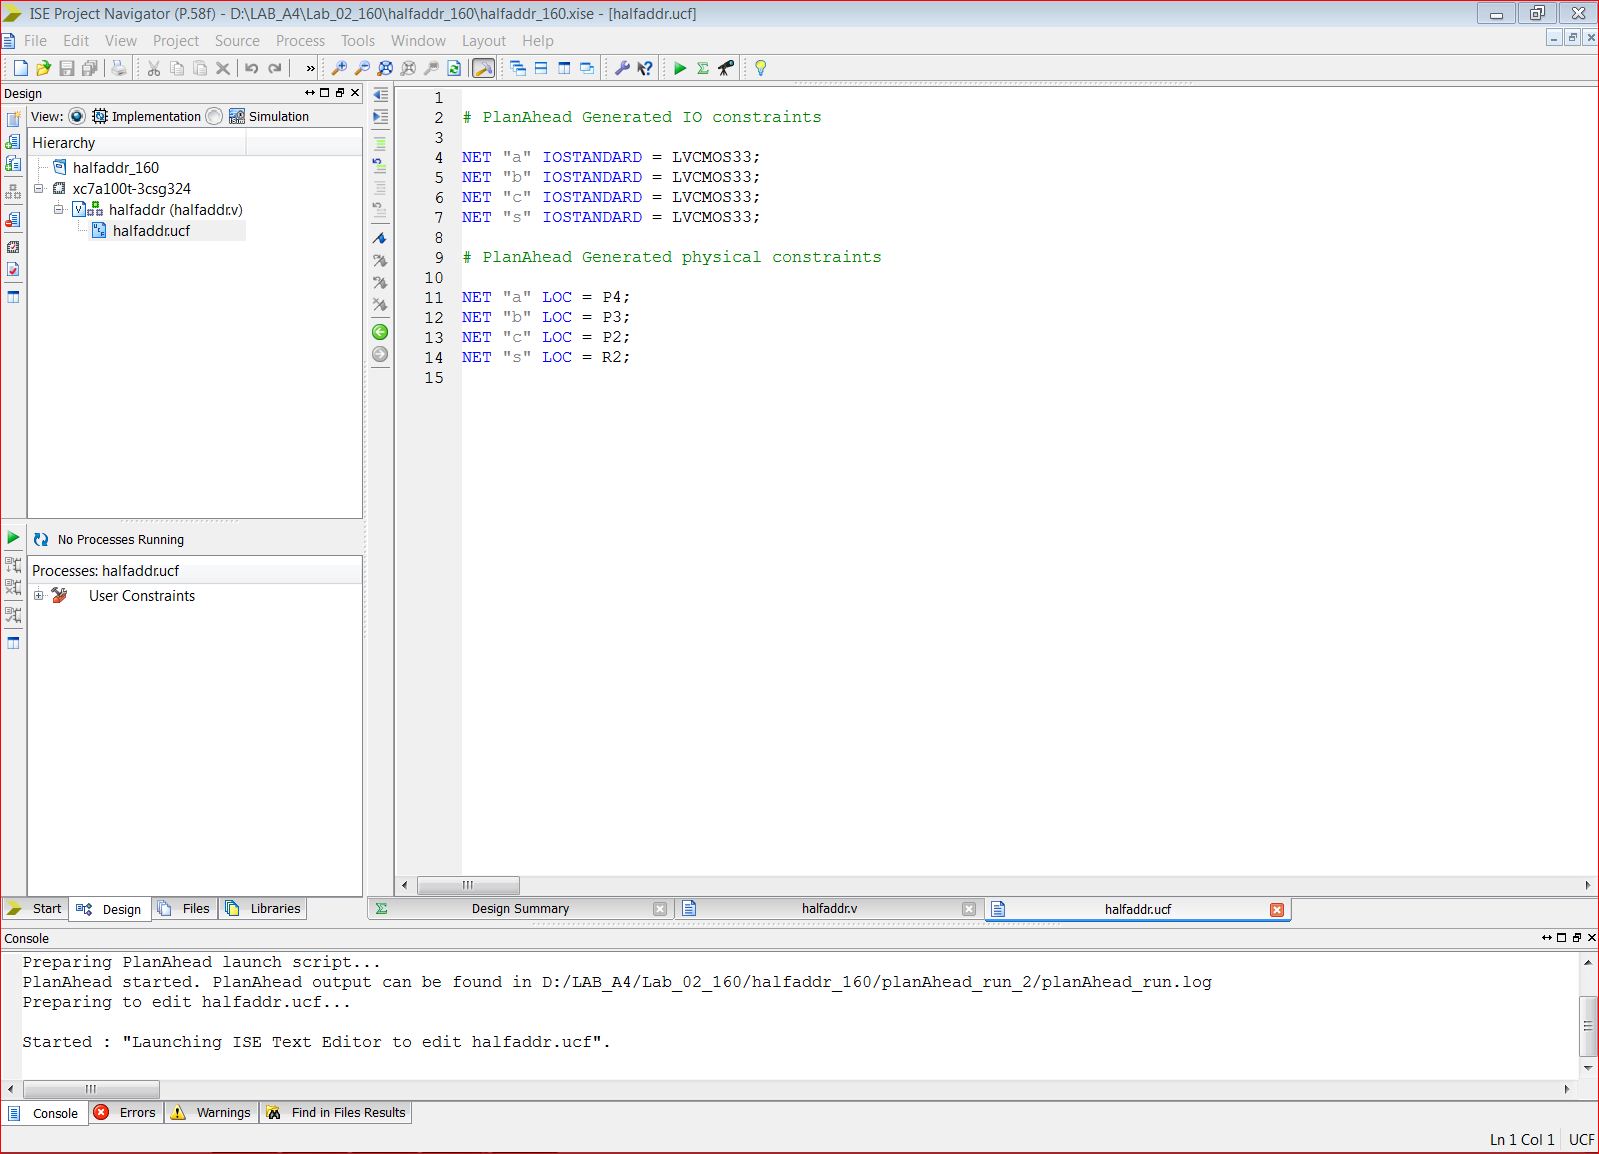 ISE Project Navigator (P.58f) - D:\LAB_A4\Lab_02_160\halfaddr_160\halfaddr_160.xise - [halfaddr.ucf]
File Edit View Project Source Process Tools Window Layout Help
Design
View: Implementation Simulation
Hierarchy
halfaddr_160
xc7a100t-3csg324
halfaddr (halfaddr.v)
halfaddr.ucf
No Processes Running
Processes: halfaddr.ucf
User Constraints
Start Design Files Libraries
1
2 # PlanAhead Generated IO constraints
3
4 NET "a" IOSTANDARD = LVCMOS33;
5 NET "b" IOSTANDARD = LVCMOS33;
6 NET "c" IOSTANDARD = LVCMOS33;
7 NET "s" IOSTANDARD = LVCMOS33;
8
9 # PlanAhead Generated physical constraints
10
11 NET "a" LOC = P4;
12 NET "b" LOC = P3;
13 NET "c" LOC = P2;
14 NET "s" LOC = R2;
15
Design Summary halfaddr.v halfaddr.ucf
Console
Preparing PlanAhead launch script...
PlanAhead started. PlanAhead output can be found in D:/LAB_A4/Lab_02_160/halfaddr_160/planAhead_run_2/planAhead_run.log
Preparing to edit halfaddr.ucf...
Started : "Launching ISE Text Editor to edit halfaddr.ucf".
Console Errors Warnings Find in Files Results
Ln 1 Col 1 UCF